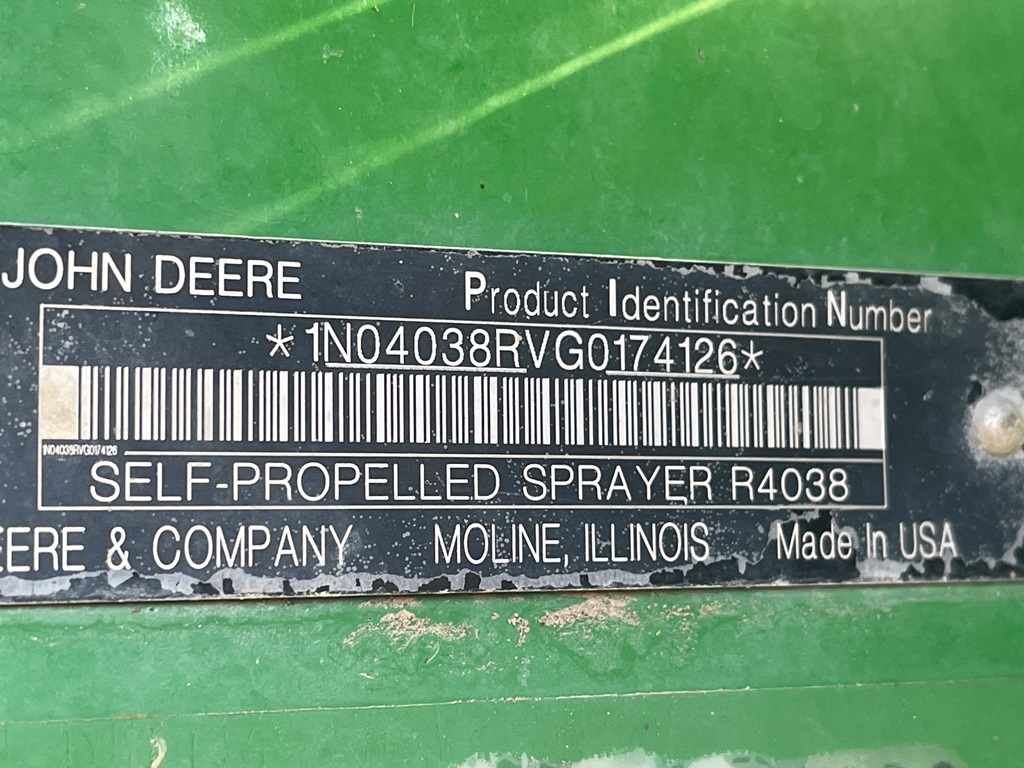 JOHN DEERE
Product Identification Number
*1N04038RVG0174126*
1N04038RVG0174126
SELF-PROPELLED SPRAYER R4038
EERE & COMPANY MOLINE, ILLINOIS Made In USA